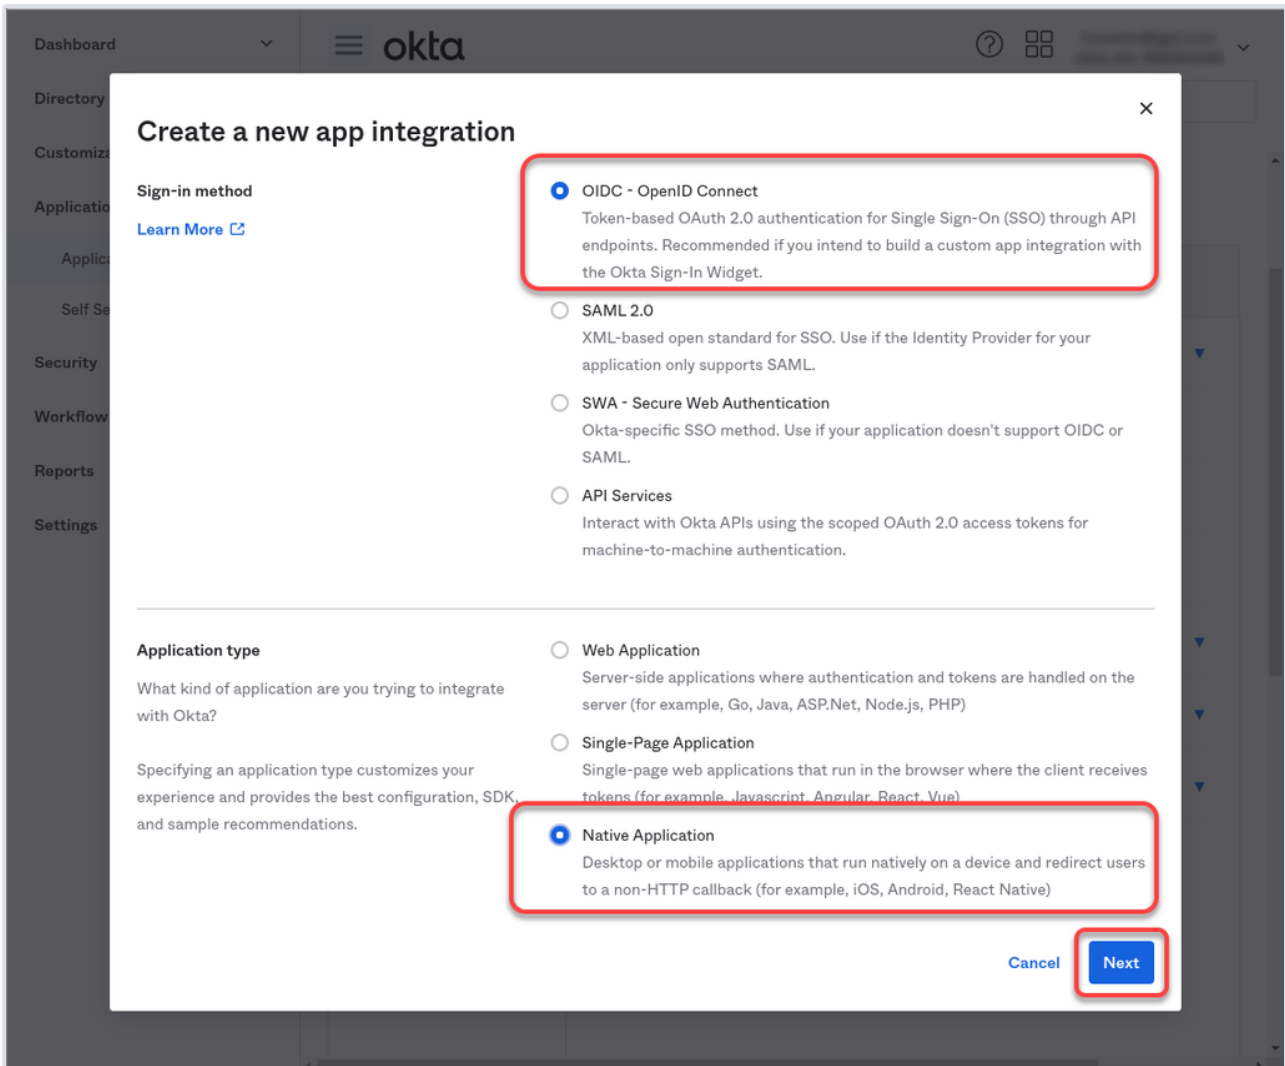 Dashboard
okta
Directory
Create a new app integration
Customiza
Sign-in method
Learn More
OIDC - OpenID Connect
Token-based OAuth 2.0 authentication for Single Sign-On (SSO) through API
endpoints. Recommended if you intend to build a custom app integration with
the Okta Sign-In Widget.
Applicatio
Applica
Self Se
SAML 2.0
XML-based open standard for SSO. Use if the Identity Provider for your
application only supports SAML.
Security
SWA - Secure Web Authentication
Okta-specific SSO method. Use if your application doesn't support OIDC or
SAML.
Workflow
Reports
API Services
Interact with Okta APIs using the scoped OAuth 2.0 access tokens for
machine-to-machine authentication.
Settings
Application type
What kind of application are you trying to integrate
with Okta?
Specifying an application type customizes your
experience and provides the best configuration, SDK,
and sample recommendations.
Web Application
Server-side applications where authentication and tokens are handled on the
server (for example, Go, Java, ASP.Net, Node.js, PHP)
Single-Page Application
Single-page web applications that run in the browser where the client receives
tokens (for example, Javascript, Angular, React, Vue)
Native Application
Desktop or mobile applications that run natively on a device and redirect users
to a non-HTTP callback (for example, iOS, Android, React Native)
Cancel
Next